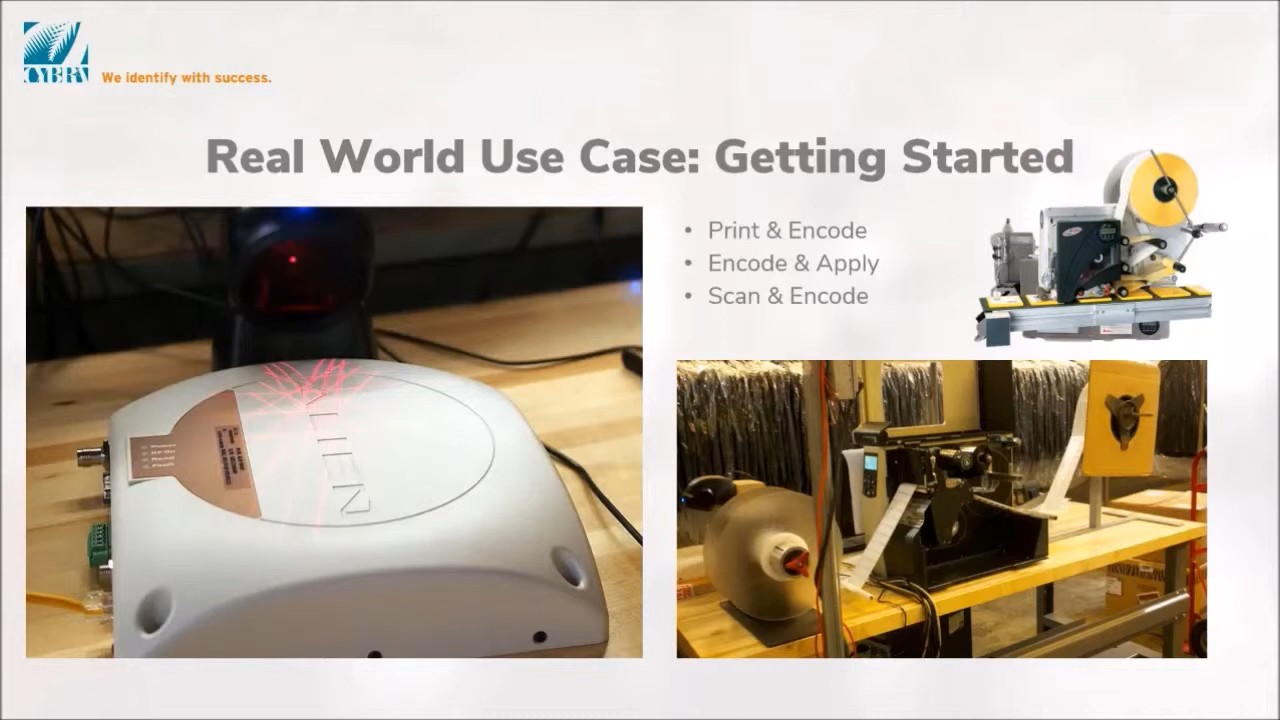 CYBRA
We identify with success.
Real World Use Case: Getting Started
• Print & Encode
• Encode & Apply
• Scan & Encode
ALIEN